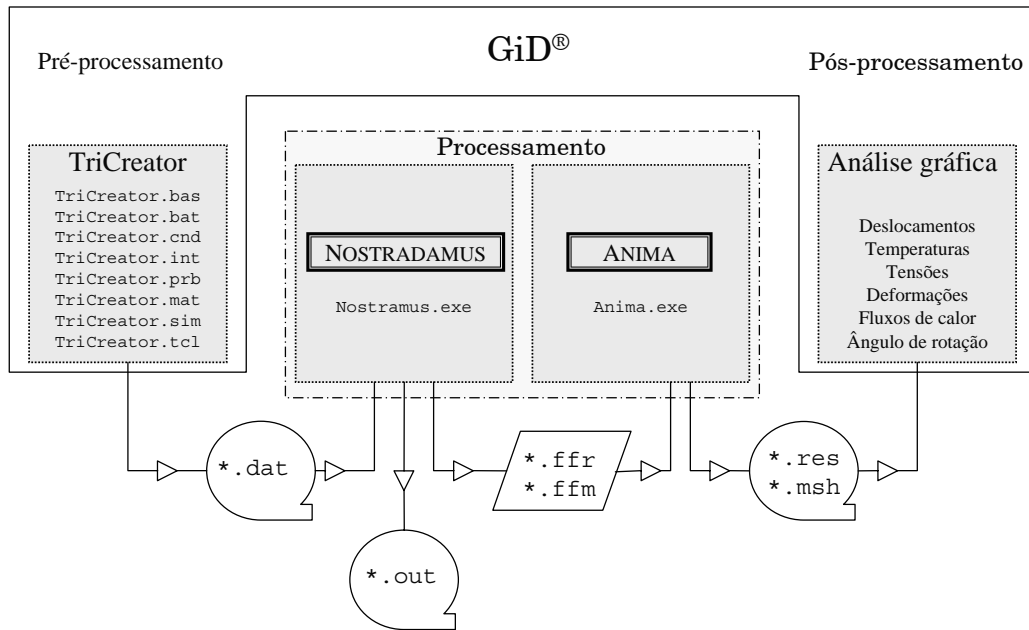 GiD®
Pré-processamento
Pós-processamento
TriCreator
TriCreator.bas
TriCreator.bat
TriCreator.cnd
TriCreator.int
TriCreator.prb
TriCreator.mat
TriCreator.sim
TriCreator.tcl
Processamento
NOSTRADAMUS
Nostramus.exe
ANIMA
Anima.exe
Análise gráfica
Deslocamentos
Temperaturas
Tensões
Deformações
Fluxos de calor
Ângulo de rotação
*.dat
*.out
*.ffr
*.ffm
*.res
*.msh